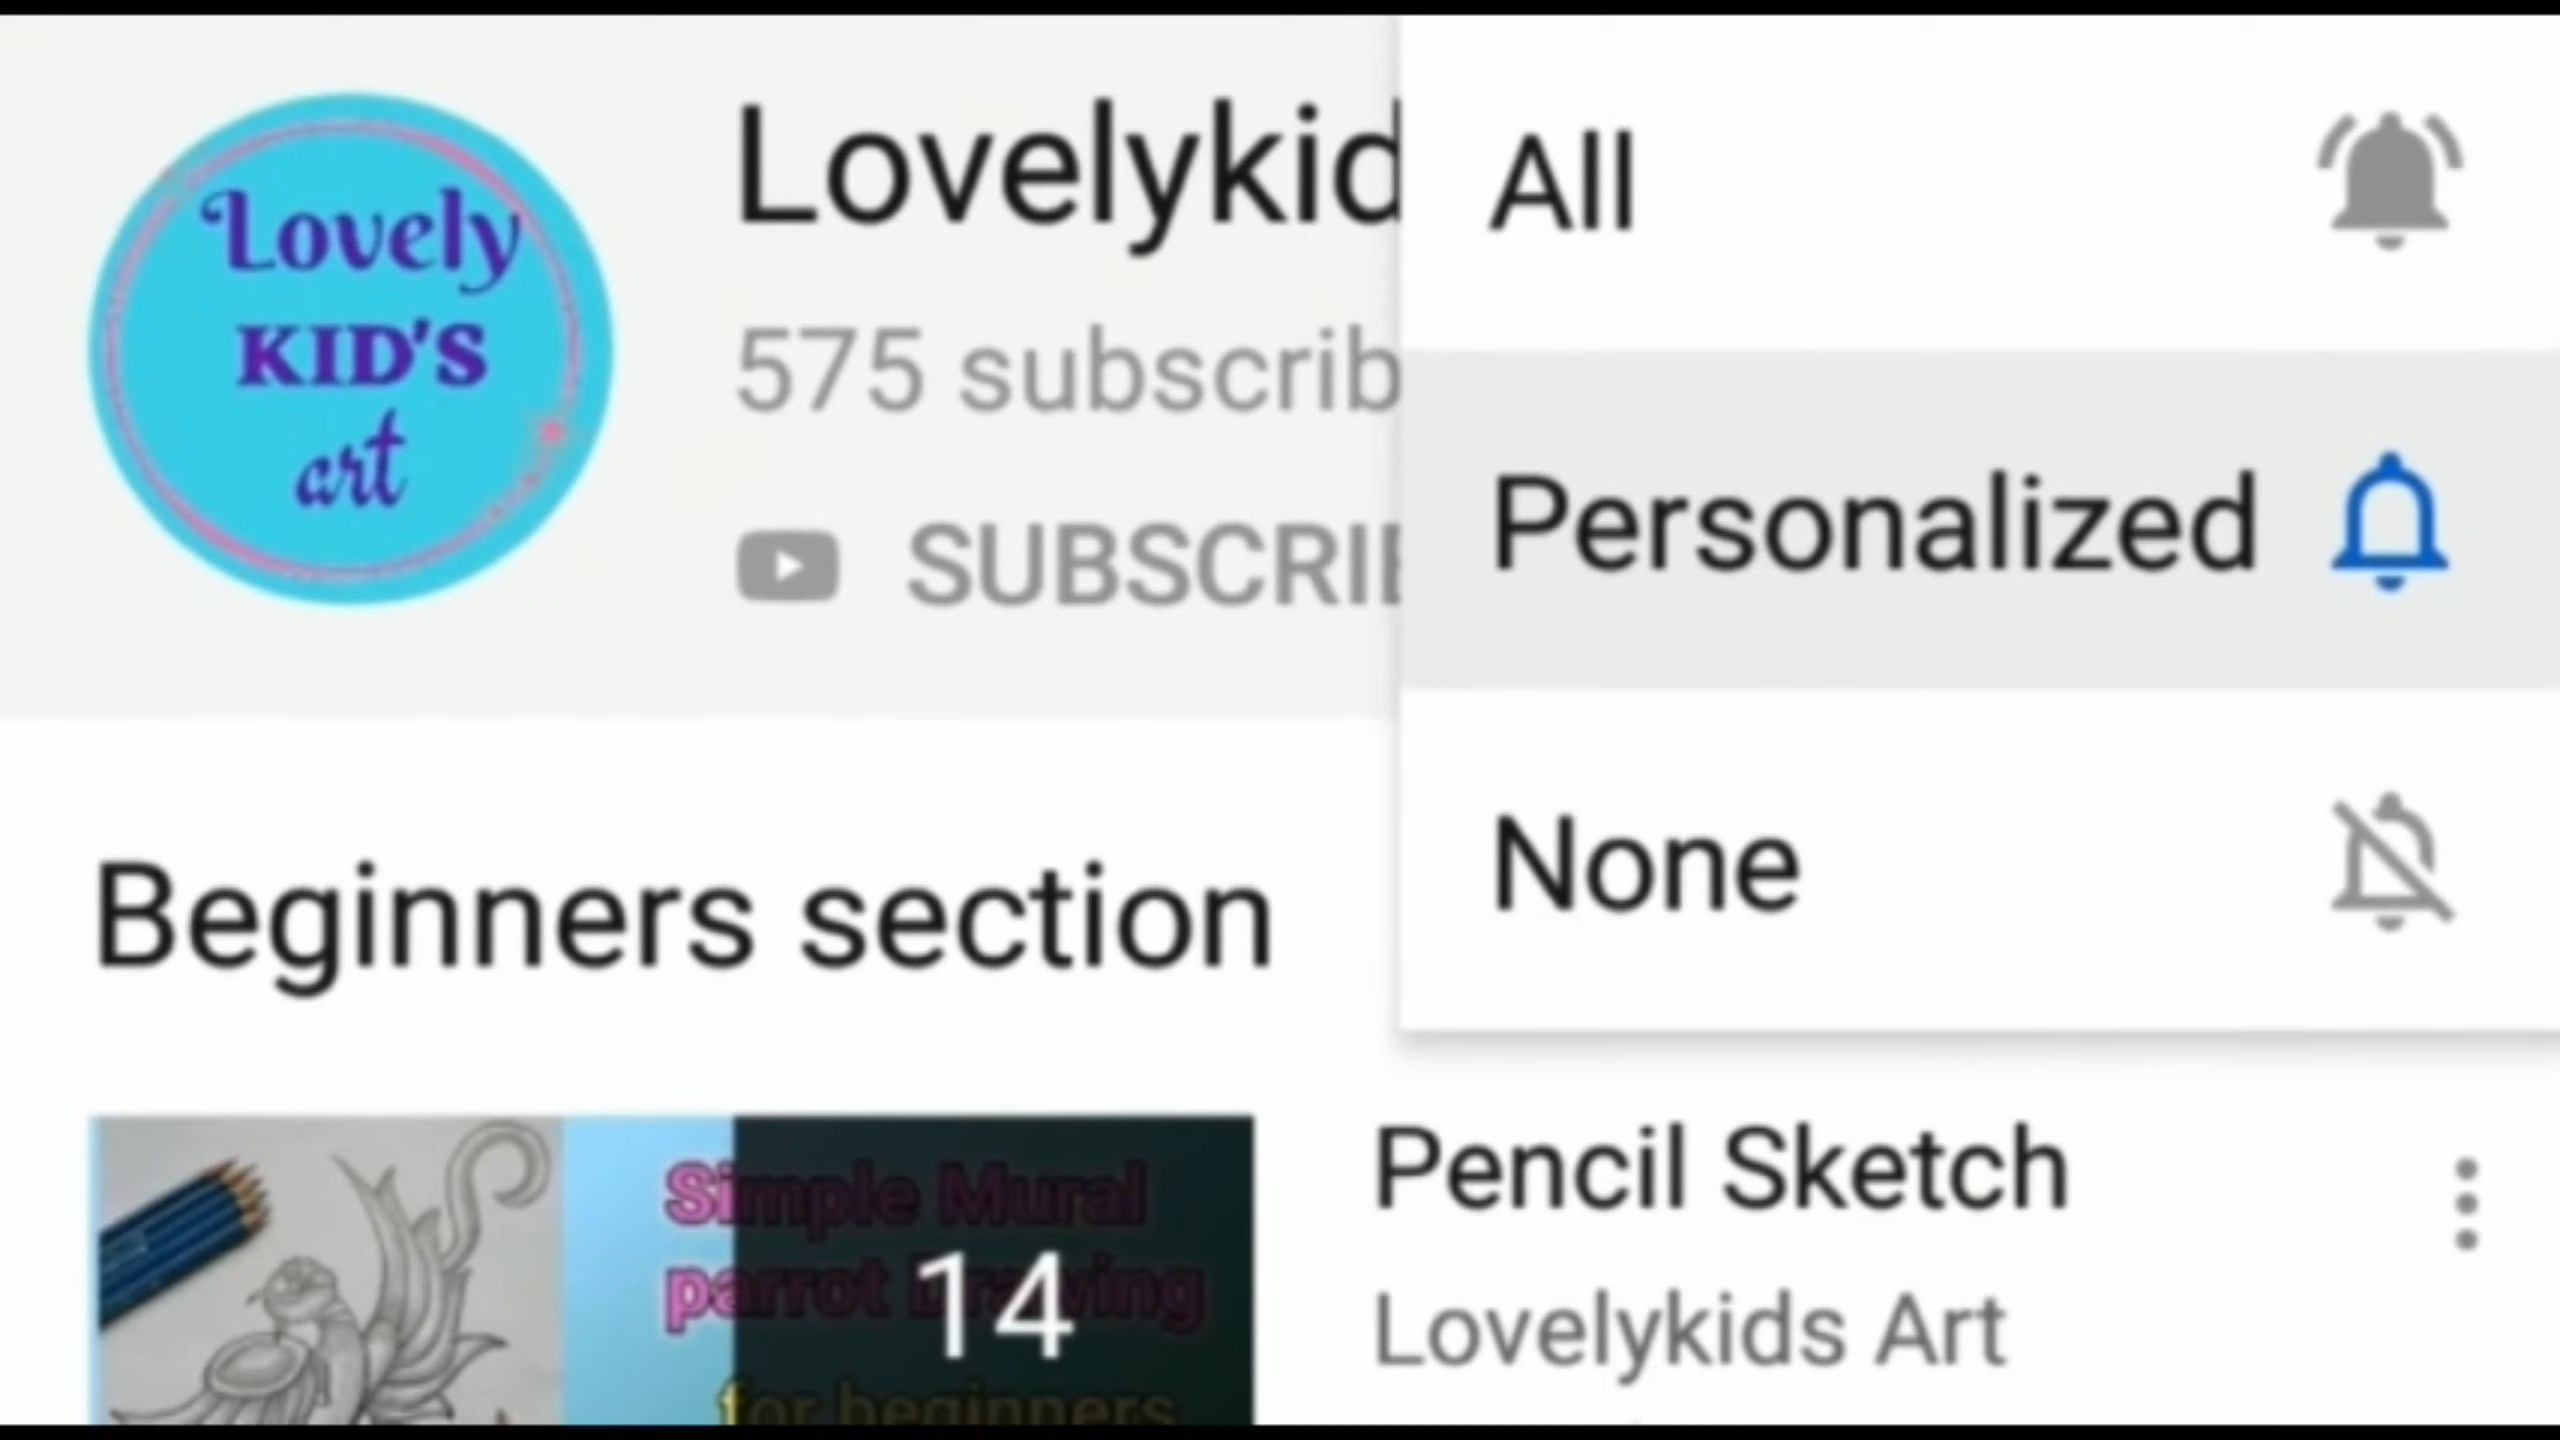 Lovely
KID'S
art
Lovelykid
575 subscrib
SUBSCRIB
All
Personalized
None
Beginners section
Simple Mural
parrot Drawing
14
for beginners
Pencil Sketch
Lovelykids Art